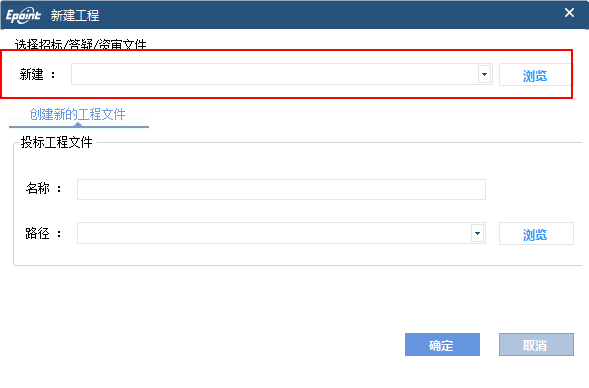 Epoint 新建工程
选择招标/答疑/资审文件
新建 ： 浏览
创建新的工程文件
投标工程文件
名称 ：
路径 ： 浏览
确定 取消